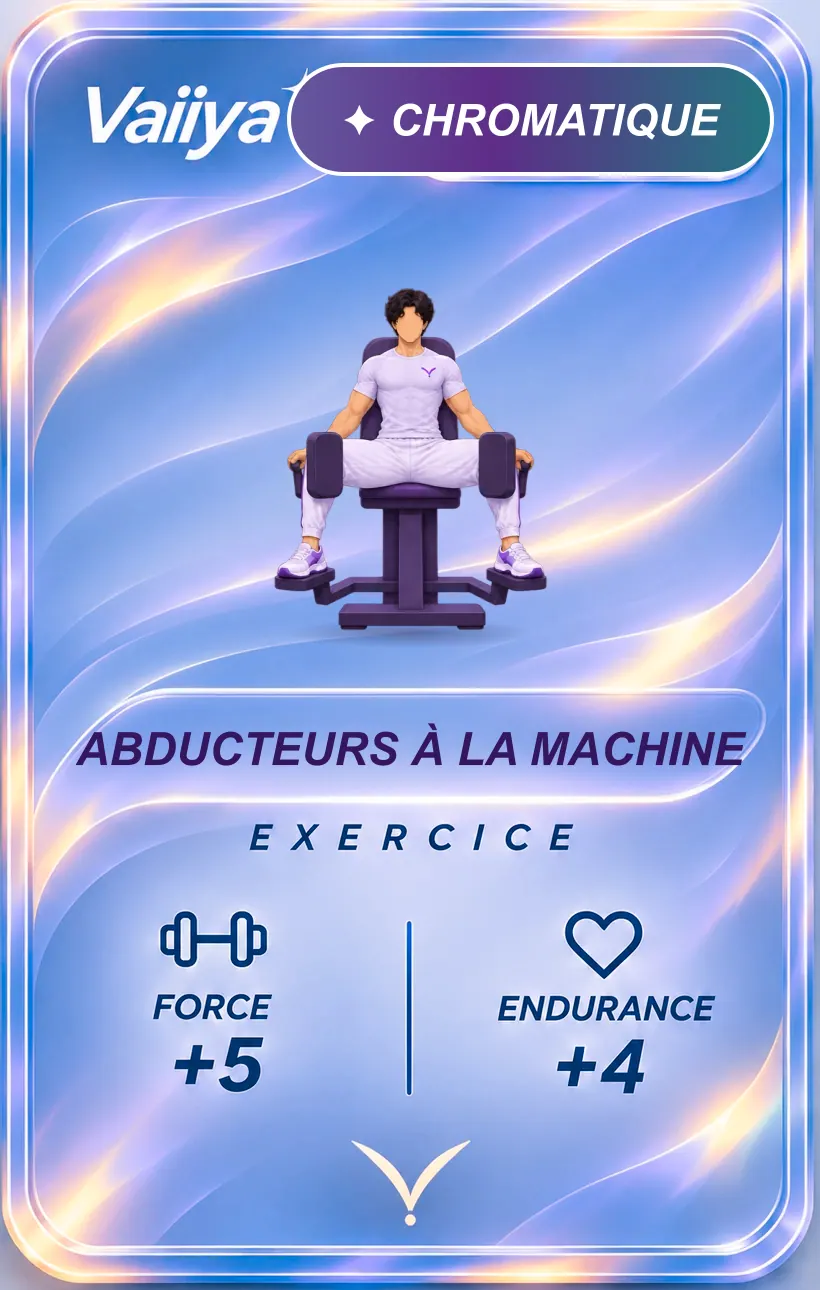 Vaiiya
CHROMATIQUE
ABDUCTEURS À LA MACHINE
EXERCICE
FORCE
ENDURANCE
+5
+4